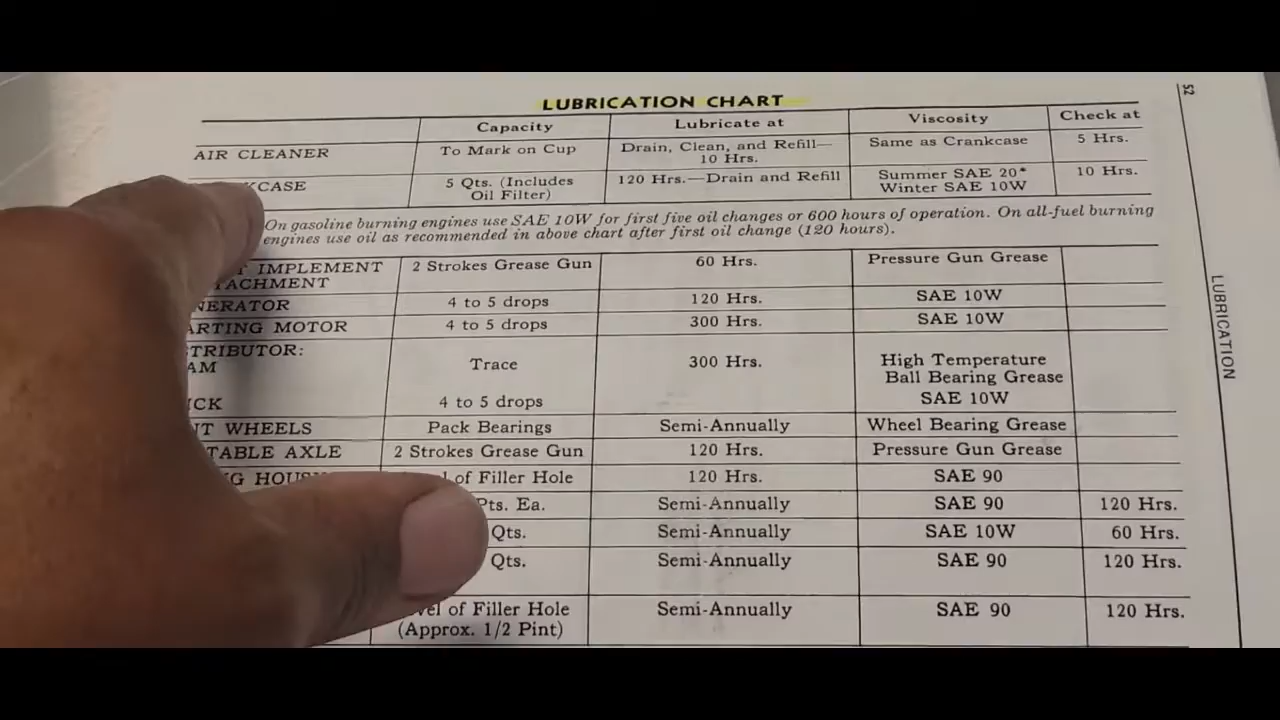 52
LUBRICATION CHART
Capacity Lubricate at Viscosity Check at
AIR CLEANER To Mark on Cup Drain, Clean, and Refill— 10 Hrs. Same as Crankcase 5 Hrs.
KCASE 5 Qts. (Includes Oil Filter) 120 Hrs.—Drain and Refill Summer SAE 20* Winter SAE 10W 10 Hrs.
On gasoline burning engines use SAE 10W for first five oil changes or 600 hours of operation. On all-fuel burning
engines use oil as recommended in above chart after first oil change (120 hours).
T IMPLEMENT 2 Strokes Grease Gun 60 Hrs. Pressure Gun Grease
TACHMENT
NERATOR 4 to 5 drops 120 Hrs. SAE 10W
ARTING MOTOR 4 to 5 drops 300 Hrs. SAE 10W
TRIBUTOR:
AM Trace 300 Hrs. High Temperature Ball Bearing Grease
ICK 4 to 5 drops SAE 10W
NT WHEELS Pack Bearings Semi-Annually Wheel Bearing Grease
TABLE AXLE 2 Strokes Grease Gun 120 Hrs. Pressure Gun Grease
NG HOUS l of Filler Hole 120 Hrs. SAE 90
Pts. Ea. Semi-Annually SAE 90 120 Hrs.
Qts. Semi-Annually SAE 10W 60 Hrs.
Qts. Semi-Annually SAE 90 120 Hrs.
vel of Filler Hole Semi-Annually SAE 90 120 Hrs.
(Approx. 1/2 Pint)
LUBRICATION